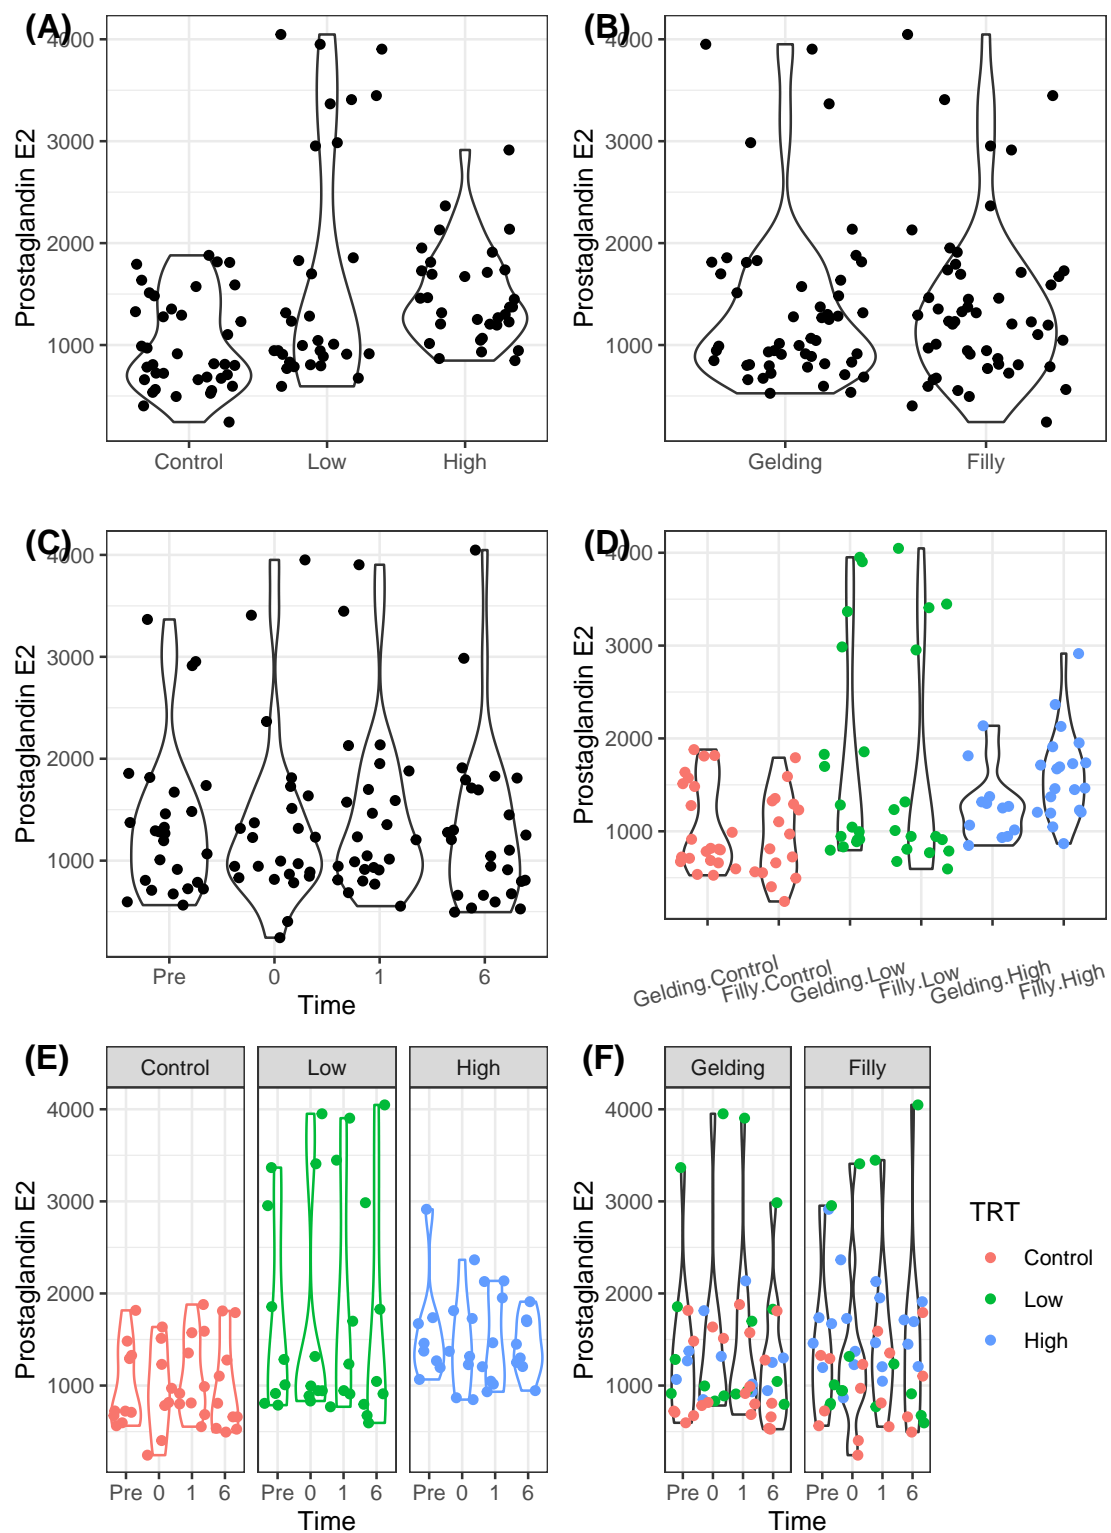 (A)
Prostaglandin E2
4000
3000
2000
1000
Control Low High
(B)
Prostaglandin E2
4000
3000
2000
1000
Gelding Filly
(C)
Prostaglandin E2
4000
3000
2000
1000
Pre 0 1 6
Time
(D)
Prostaglandin E2
4000
3000
2000
1000
Gelding.Control Filly.Control Gelding.Low Filly.Low Gelding.High Filly.High
(E)
Control Low High
Prostaglandin E2
4000
3000
2000
1000
Pre 0 1 6 Pre 0 1 6 Pre 0 1 6
Time
(F)
Gelding Filly
Prostaglandin E2
4000
3000
2000
1000
Pre 0 1 6 Pre 0 1 6
Time
TRT
Control
Low
High